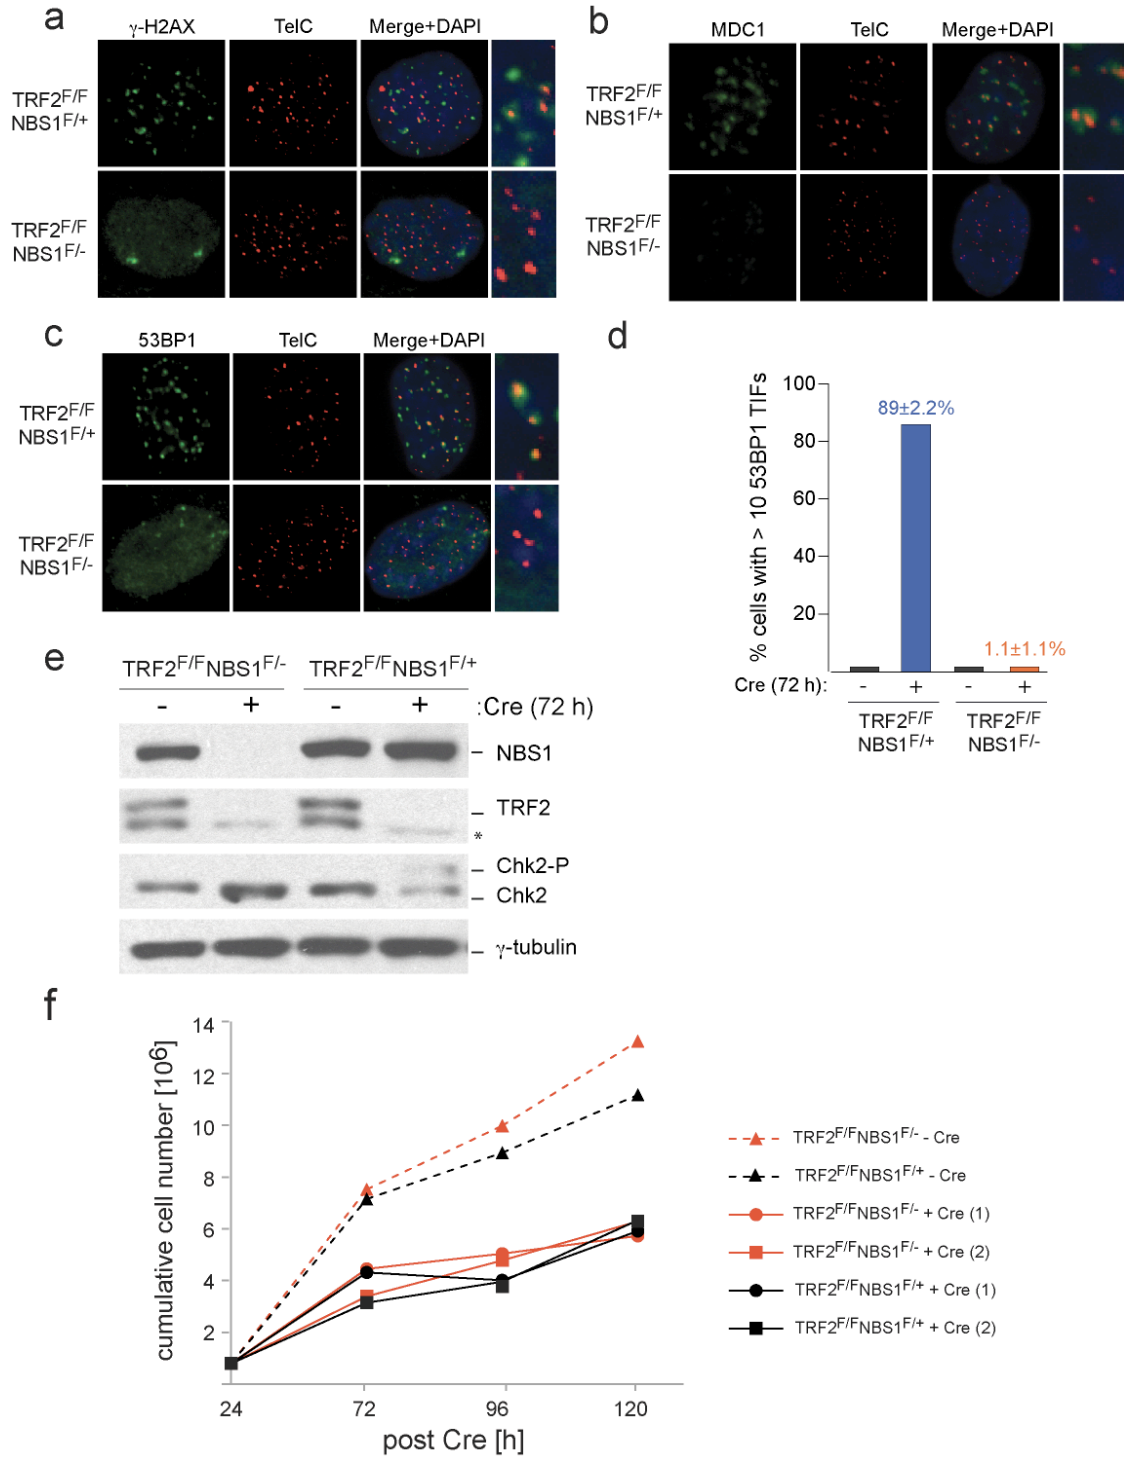 a
γ-H2AX TelC Merge+DAPI
TRF2F/F
NBS1F/+
TRF2F/F
NBS1F/-
b
MDC1 TelC Merge+DAPI
TRF2F/F
NBS1F/+
TRF2F/F
NBS1F/-
c
53BP1 TelC Merge+DAPI
TRF2F/F
NBS1F/+
TRF2F/F
NBS1F/-
d
% cells with > 10 53BP1 TIFs
100
80
60
40
20
89±2.2%
1.1±1.1%
Cre (72 h): - + - +
TRF2F/F TRF2F/F
NBS1F/+ NBS1F/-
e
TRF2F/FNBS1F/- TRF2F/FNBS1F/+
- + - + :Cre (72 h)
NBS1
TRF2
*
Chk2-P
Chk2
γ-tubulin
f
cumulative cell number [106]
14
12
10
8
6
4
2
24 72 96 120
post Cre [h]
TRF2F/FNBS1F/- - Cre
TRF2F/FNBS1F/+ - Cre
TRF2F/FNBS1F/- + Cre (1)
TRF2F/FNBS1F/- + Cre (2)
TRF2F/FNBS1F/+ + Cre (1)
TRF2F/FNBS1F/+ + Cre (2)